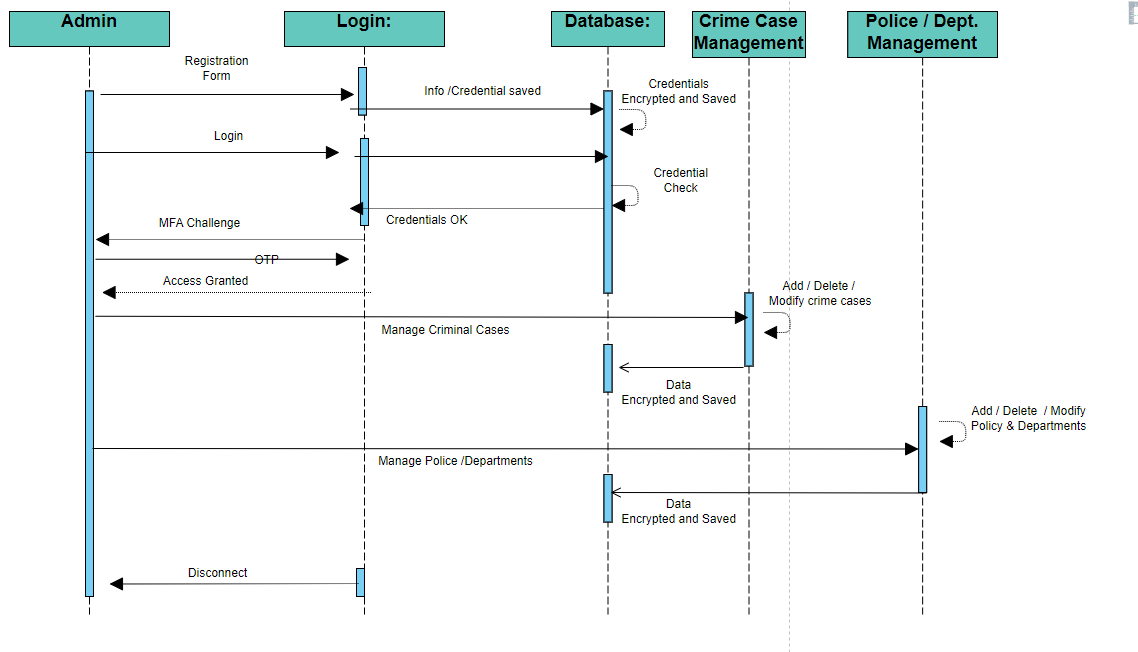 Admin
Login:
Database:
Crime Case
Management
Police / Dept.
Management
Registration
Form
Info /Credential saved
Credentials
Encrypted and Saved
Login
Credential
Check
Credentials OK
MFA Challenge
OTP
Access Granted
Add / Delete /
Modify crime cases
Manage Criminal Cases
Data
Encrypted and Saved
Add / Delete / Modify
Policy & Departments
Manage Police /Departments
Data
Encrypted and Saved
Disconnect